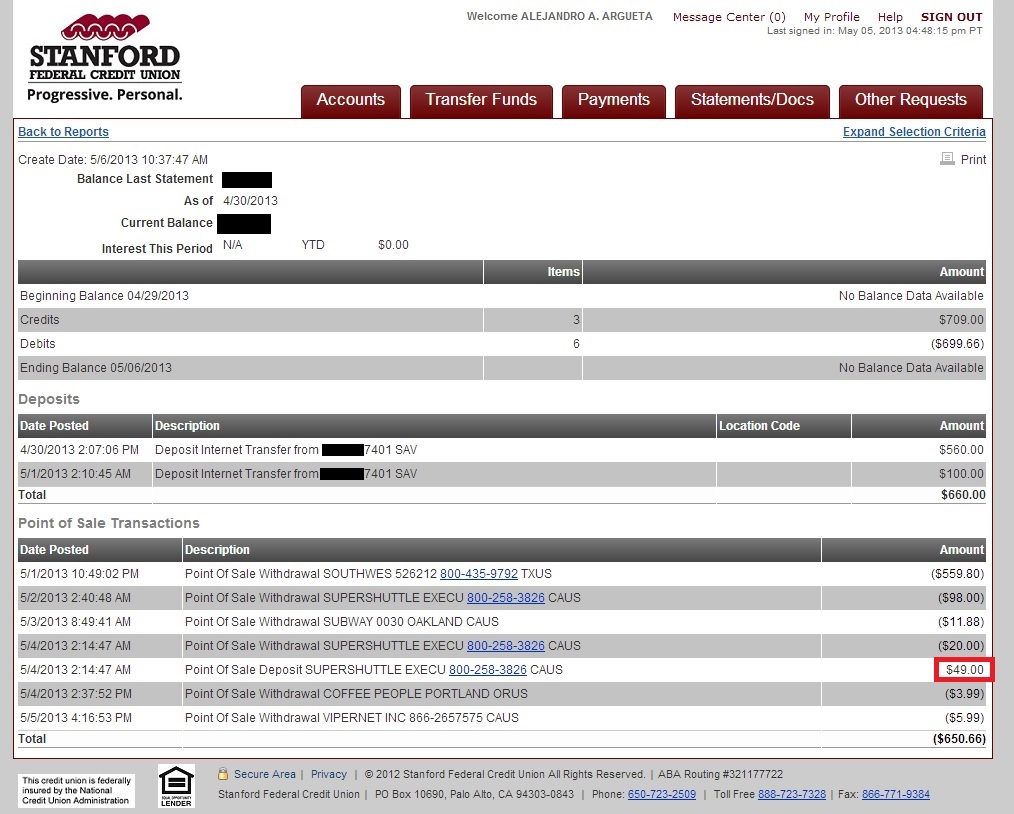 STANFORD
FEDERAL CREDIT UNION
Progressive. Personal.
Welcome ALEJANDRO A. ARGUETA Message Center (0) My Profile Help SIGN OUT
Last signed in: May 05, 2013 04:48:15 pm PT
Accounts Transfer Funds Payments Statements/Docs Other Requests
Back to Reports Expand Selection Criteria
Create Date: 5/6/2013 10:37:47 AM Print
Balance Last Statement
As of 4/30/2013
Current Balance
Interest This Period N/A YTD $0.00
Items Amount
Beginning Balance 04/29/2013 No Balance Data Available
Credits 3 $709.00
Debits 6 ($699.66)
Ending Balance 05/06/2013 No Balance Data Available
Deposits
Date Posted Description Location Code Amount
4/30/2013 2:07:06 PM Deposit Internet Transfer from 7401 SAV $560.00
5/1/2013 2:10:45 AM Deposit Internet Transfer from 7401 SAV $100.00
Total $660.00
Point of Sale Transactions
Date Posted Description Amount
5/1/2013 10:49:02 PM Point Of Sale Withdrawal SOUTHWES 526212 800-435-9792 TXUS ($559.80)
5/2/2013 2:40:48 AM Point Of Sale Withdrawal SUPERSHUTTLE EXECU 800-258-3826 CAUS ($98.00)
5/3/2013 8:49:41 AM Point Of Sale Withdrawal SUBWAY 0030 OAKLAND CAUS ($11.88)
5/4/2013 2:14:47 AM Point Of Sale Withdrawal SUPERSHUTTLE EXECU 800-258-3826 CAUS ($20.00)
5/4/2013 2:14:47 AM Point Of Sale Deposit SUPERSHUTTLE EXECU 800-258-3826 CAUS $49.00
5/4/2013 2:37:52 PM Point Of Sale Withdrawal COFFEE PEOPLE PORTLAND ORUS ($3.99)
5/5/2013 4:16:53 PM Point Of Sale Withdrawal VIPERNET INC 866-2657575 CAUS ($5.99)
Total ($650.66)
This credit union is federally
insured by the National
Credit Union Administration
EQUAL OPPORTUNITY
LENDER
Secure Area | Privacy | © 2012 Stanford Federal Credit Union All Rights Reserved. | ABA Routing #321177722
Stanford Federal Credit Union | PO Box 10690, Palo Alto, CA 94303-0843 | Phone: 650-723-2509 | Toll Free 888-723-7328 | Fax: 866-771-9384